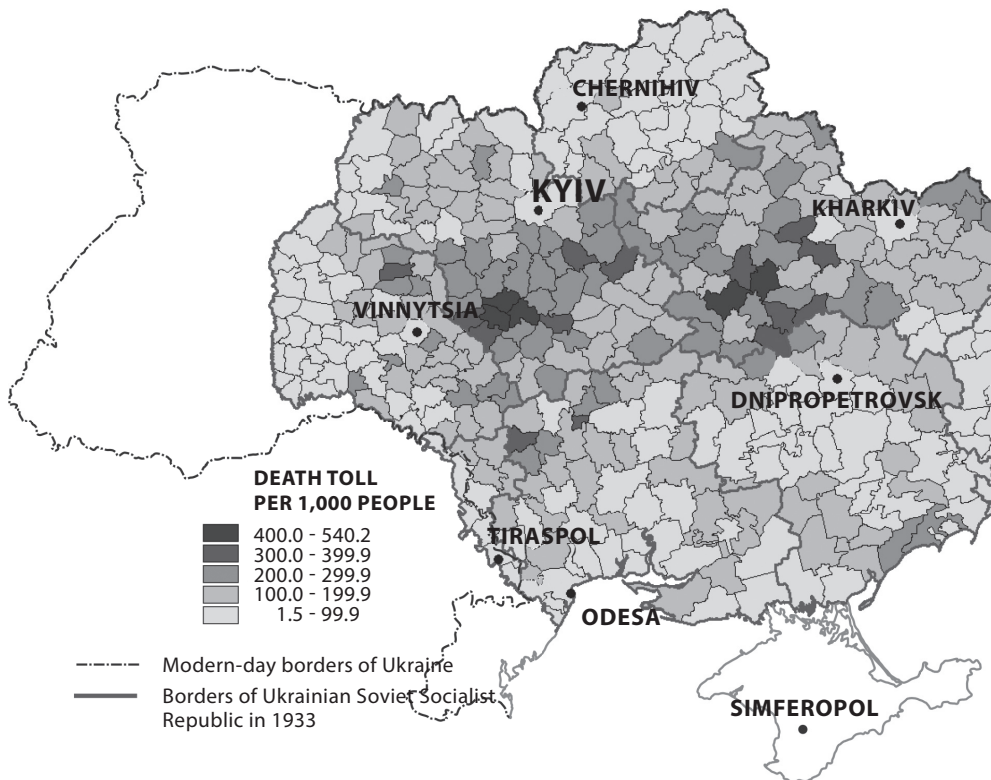 CHERNIHIV
KYIV
KHARKIV
VINNYTSIA
DNIPROPETROVSK
DEATH TOLL
PER 1,000 PEOPLE
400.0 - 540.2
300.0 - 399.9
200.0 - 299.9
100.0 - 199.9
1.5 - 99.9
TIRASPOL
ODESA
Modern-day borders of Ukraine
Borders of Ukrainian Soviet Socialist
Republic in 1933
SIMFEROPOL